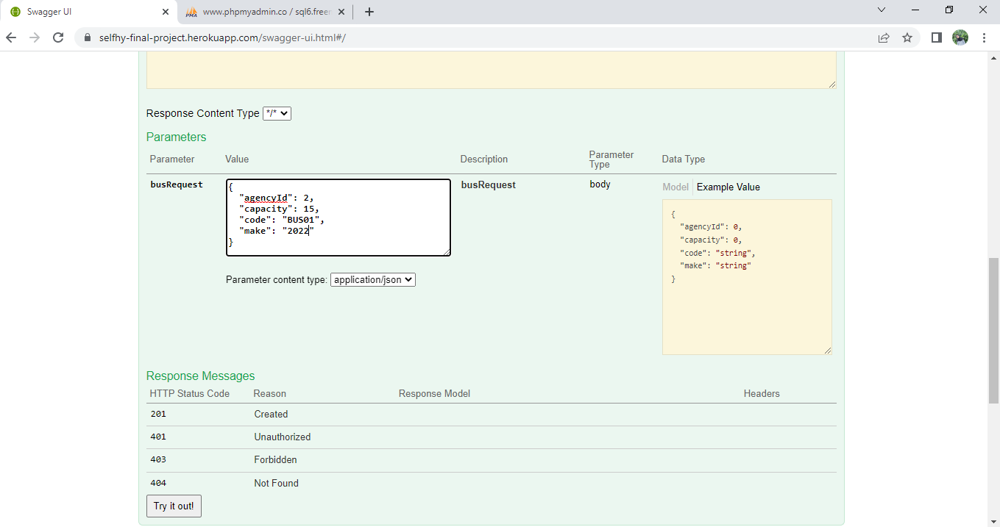 Swagger UI
www.phpmyadmin.co / sql6.freer
selfhy-final-project.herokuapp.com/swagger-ui.html#/
Response Content Type */*
Parameters
Parameter Value Description Parameter Type Data Type
busRequest
{
"agencyId": 2,
"capacity": 15,
"code": "BUS01",
"make": "2022"
}
Parameter content type: application/json
busRequest
body
Model Example Value
{
"agencyId": 0,
"capacity": 0,
"code": "string",
"make": "string"
}
Response Messages
HTTP Status Code Reason Response Model Headers
201 Created
401 Unauthorized
403 Forbidden
404 Not Found
Try it out!